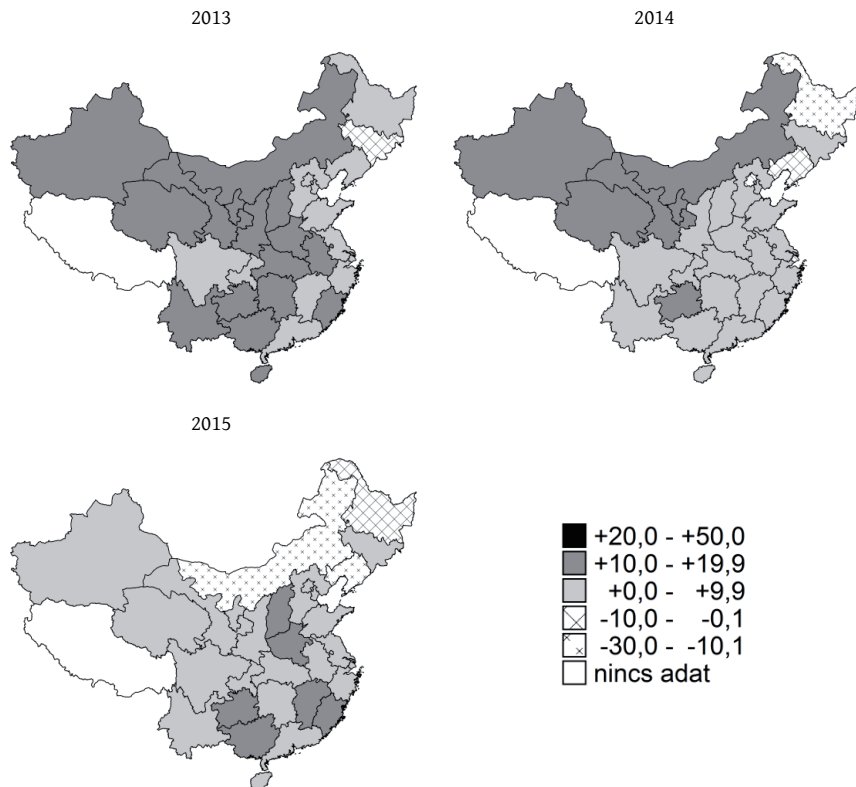 2013
2014
2015
+20,0 - +50,0
+10,0 - +19,9
+0,0 - +9,9
-10,0 - -0,1
-30,0 - -10,1
nincs adat